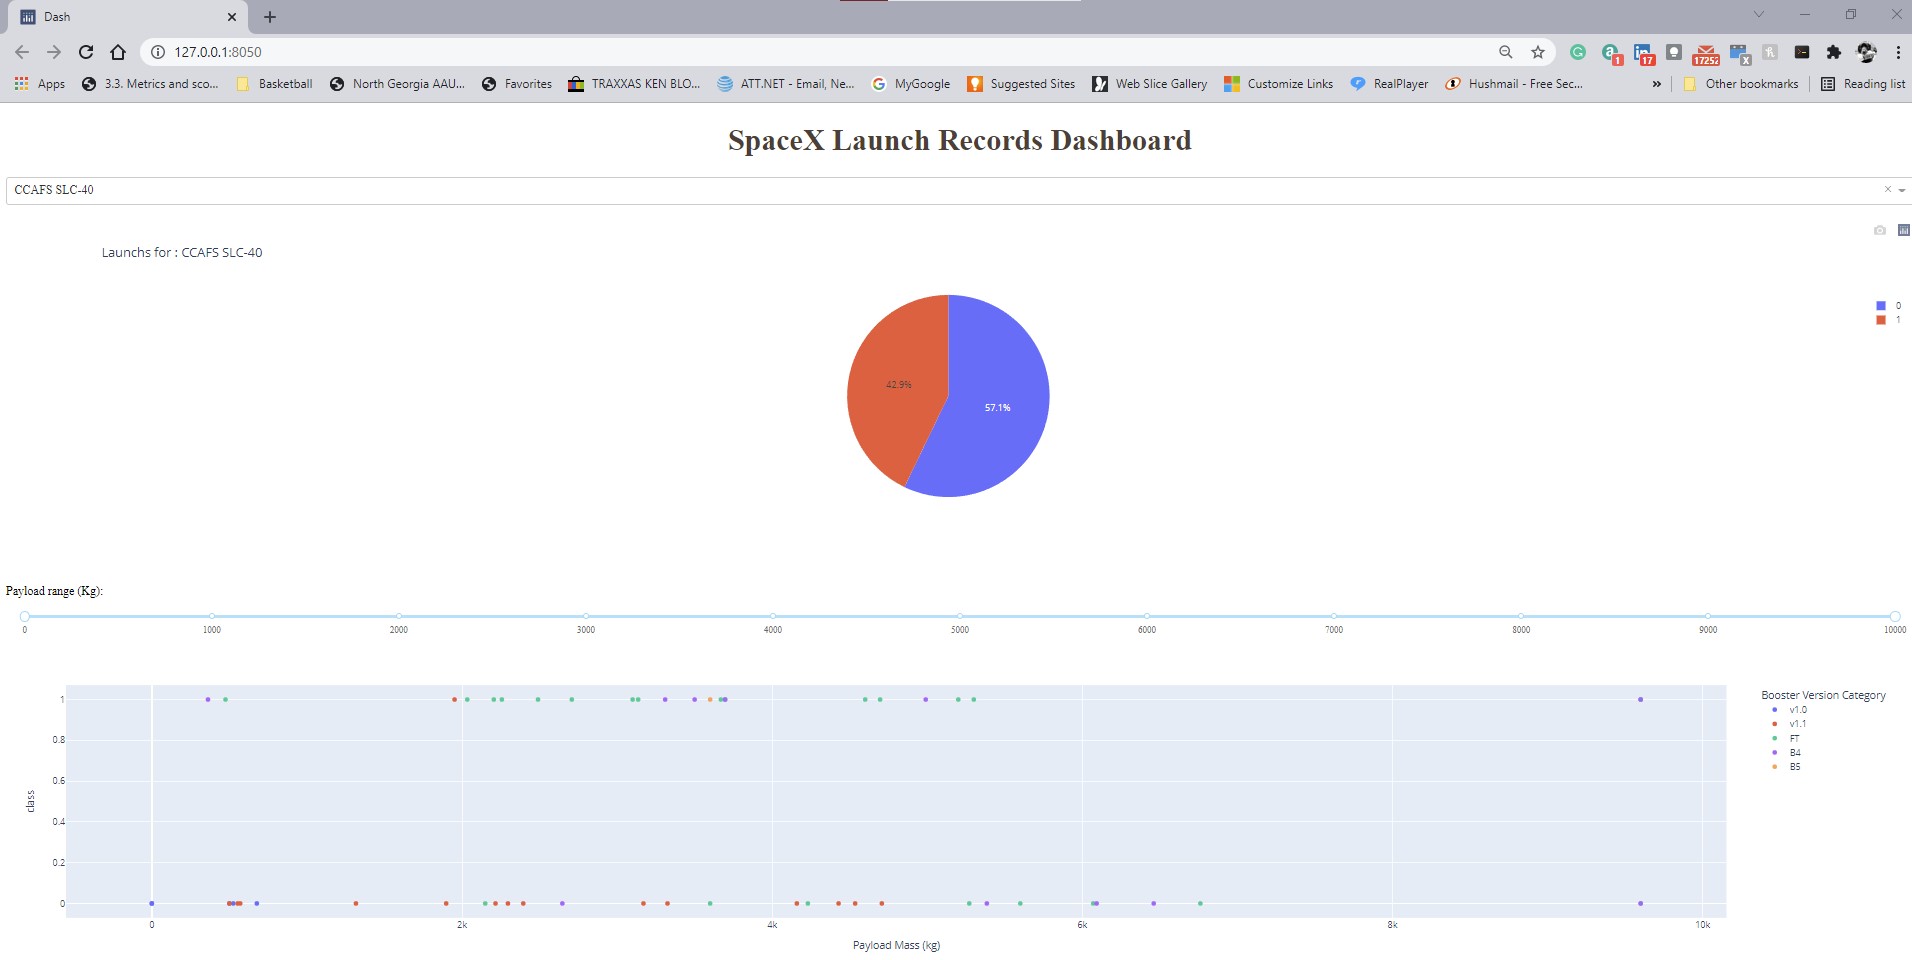 Dash
127.0.0.1:8050
1 17 17252 X
Apps 3.3. Metrics and sco... Basketball North Georgia AAU... Favorites TRAXXAS KEN BLO... ATT.NET - Email, Ne... MyGoogle Suggested Sites Web Slice Gallery Customize Links RealPlayer Hushmail - Free Sec... » Other bookmarks Reading list
SpaceX Launch Records Dashboard
CCAFS SLC-40
Launchs for : CCAFS SLC-40
0
1
42.9%
57.1%
Payload range (Kg):
0 1000 2000 3000 4000 5000 6000 7000 8000 9000 10000
1
0.8
0.6
0.4
0.2
0
class
0 2k 4k 6k 8k 10k
Payload Mass (kg)
Booster Version Category
v1.0
v1.1
FT
B4
B5